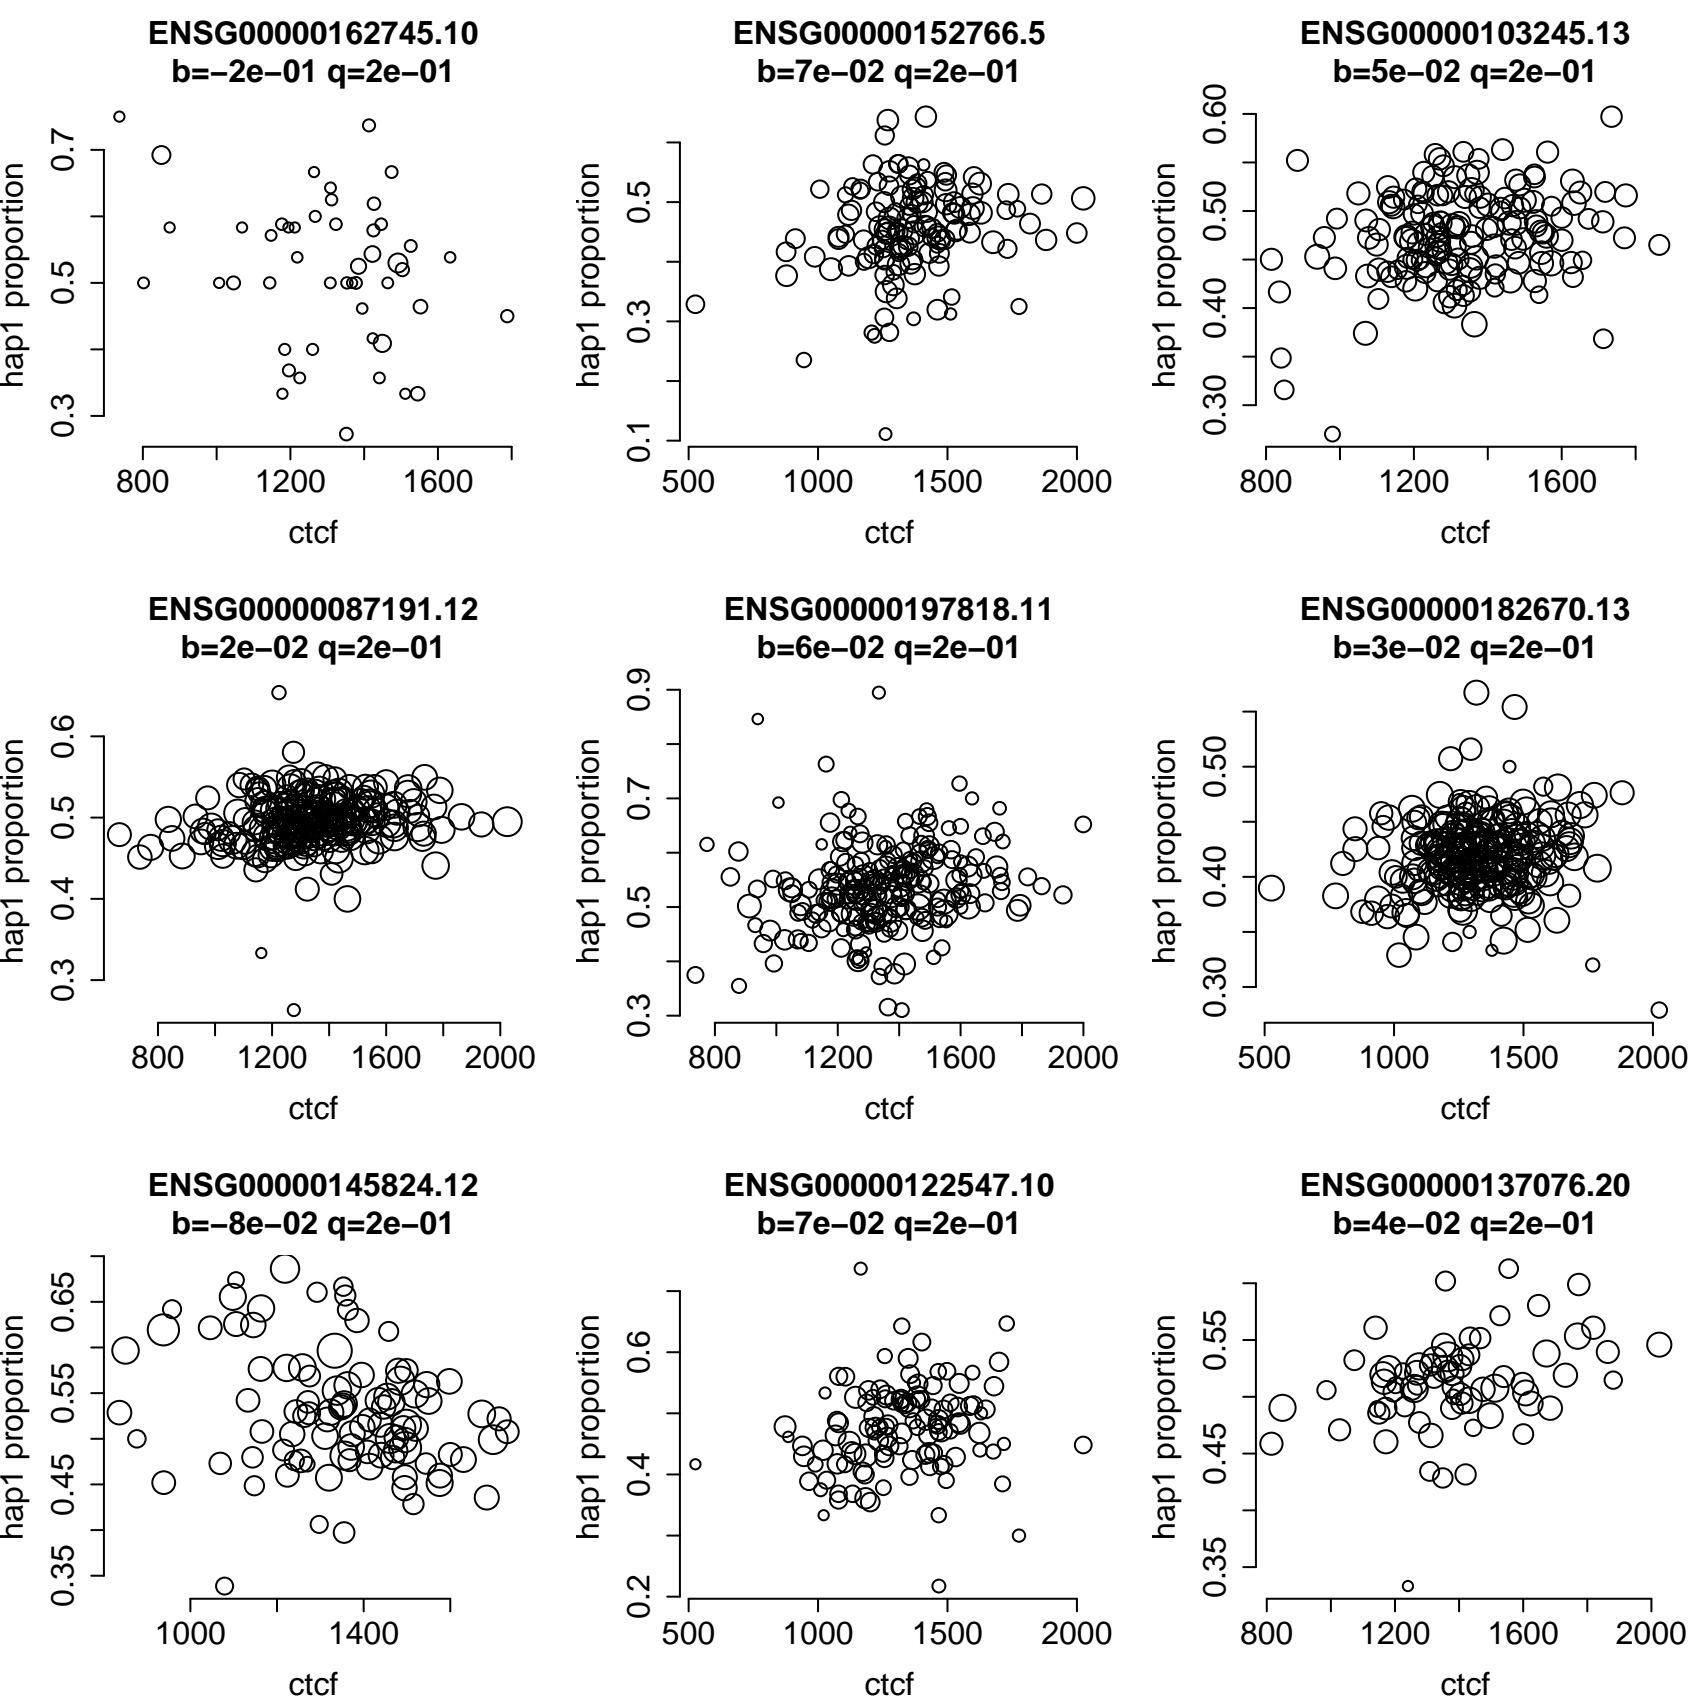 ENSG00000162745.10
b=−2e−01 q=2e−01
hap1 proportion
0.3 0.5 0.7
800 1200 1600
ctcf
ENSG00000152766.5
b=7e−02 q=2e−01
hap1 proportion
0.1 0.3 0.5
500 1000 1500 2000
ctcf
ENSG00000103245.13
b=5e−02 q=2e−01
hap1 proportion
0.30 0.40 0.50 0.60
800 1200 1600
ctcf
ENSG00000087191.12
b=2e−02 q=2e−01
hap1 proportion
0.3 0.4 0.5 0.6
800 1200 1600 2000
ctcf
ENSG00000197818.11
b=6e−02 q=2e−01
hap1 proportion
0.3 0.5 0.7 0.9
800 1200 1600 2000
ctcf
ENSG00000182670.13
b=3e−02 q=2e−01
hap1 proportion
0.30 0.40 0.50
500 1000 1500 2000
ctcf
ENSG00000145824.12
b=−8e−02 q=2e−01
hap1 proportion
0.35 0.45 0.55 0.65
1000 1400
ctcf
ENSG00000122547.10
b=7e−02 q=2e−01
hap1 proportion
0.2 0.4 0.6
500 1000 1500 2000
ctcf
ENSG00000137076.20
b=4e−02 q=2e−01
hap1 proportion
0.35 0.45 0.55
800 1200 1600 2000
ctcf